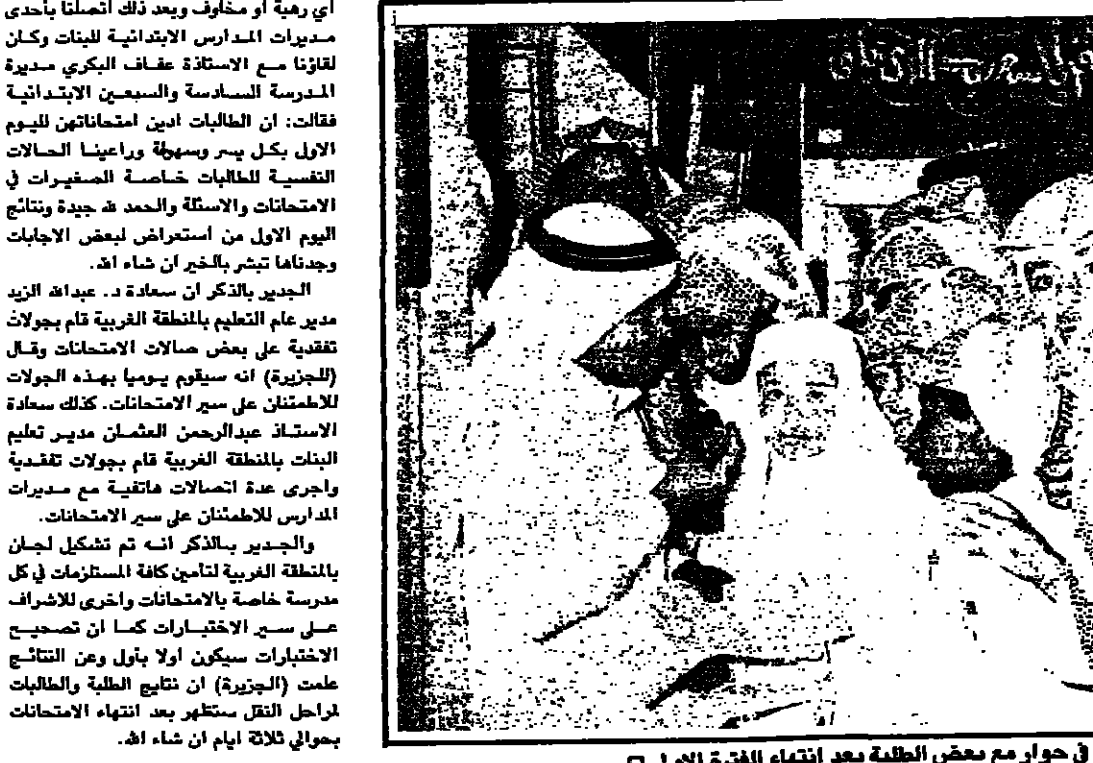 أي رهبة أو مخاوف وبعد ذلك اتصلنا بأحدى
مديرات المدارس الابتدائية للبنات وكان
لقاؤنا مع الاستاذة عفاف البكري مديرة
المدرسة السادسة والسبعين الابتدائية
فقالت: ان الطالبات ادين امتحاناتهن لليوم
الاول بكل يسر وسهولة وراعينا الحالات
النفسية للطالبات خاصة الصغيرات في
الامتحانات والاسئلة والحمد لله جيدة ونتائج
اليوم الاول من أستعراض لبعض الاجابات
وجدناها تبشر بالخير ان شاء الله.
الجدير بالذكر ان سعادة د. عبدالله الزيد
مدير عام التعليم بالمنطقة الغربية قام بجولات
تفقدية على بعض صالات الامتحانات وقال
(للجزيرة) انه سيقوم يوميا بهذه الجولات
للاطمئنان على سير الامتحانات. كذلك سعادة
الاستاذ عبدالرحمن العثمان مدير تعليم
البنات بالمنطقة الغربية قام بجولات تفقدية
واجرى عدة اتصالات هاتفية مع مديرات
المدارس للاطمئنان على سير الامتحانات.
والجدير بالذكر انه تم تشكيل لجان
بالمنطقة الغربية لتأمين كافة المستلزمات في كل
مدرسة خاصة بالامتحانات واخرى للاشراف
على سير الاختبارات كما ان تصحيح
الاختبارات سيكون اولا بأول وعن النتائج
علمت (الجزيرة) ان نتايج الطلبة والطالبات
لمراحل النقل ستظهر بعد انتهاء الامتحانات
بحوالي ثلاثة ايام ان شاء الله.
في حوار مع بعض الطلبة بعد انتهاء الفترة الاولى